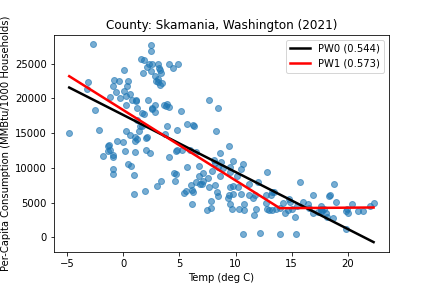 County: Skamania, Washington (2021)
PW0 (0.544)
PW1 (0.573)
Per-Capita Consumption (MMBtu/1000 Households)
25000
20000
15000
10000
5000
0
−5
0
5
10
15
20
Temp (deg C)